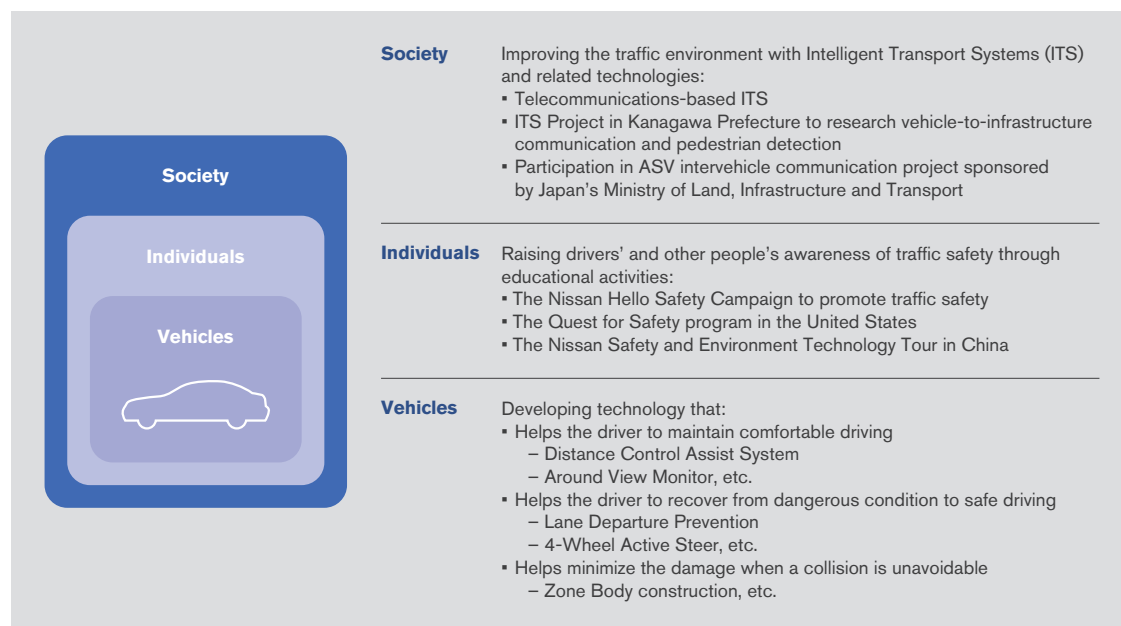 Society
Individuals
Vehicles
Society
Improving the traffic environment with Intelligent Transport Systems (ITS)
and related technologies:
▪ Telecommunications-based ITS
▪ ITS Project in Kanagawa Prefecture to research vehicle-to-infrastructure
communication and pedestrian detection
▪ Participation in ASV intervehicle communication project sponsored
by Japan’s Ministry of Land, Infrastructure and Transport
Individuals
Raising drivers’ and other people’s awareness of traffic safety through
educational activities:
▪ The Nissan Hello Safety Campaign to promote traffic safety
▪ The Quest for Safety program in the United States
▪ The Nissan Safety and Environment Technology Tour in China
Vehicles
Developing technology that:
▪ Helps the driver to maintain comfortable driving
– Distance Control Assist System
– Around View Monitor, etc.
▪ Helps the driver to recover from dangerous condition to safe driving
– Lane Departure Prevention
– 4-Wheel Active Steer, etc.
▪ Helps minimize the damage when a collision is unavoidable
– Zone Body construction, etc.